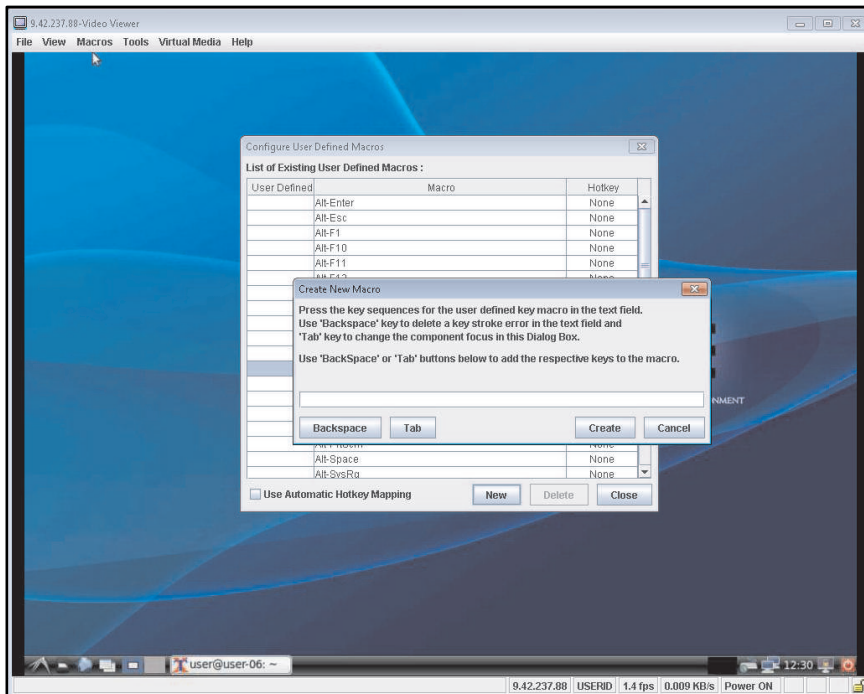 9.42.237.88-Video Viewer
File View Macros Tools Virtual Media Help
Configure User Defined Macros
List of Existing User Defined Macros :
User Defined Macro Hotkey
Alt-Enter None
Alt-Esc None
Alt-F1 None
Alt-F10 None
Alt-F11 None
Alt-F12 None
Create New Macro
Press the key sequences for the user defined key macro in the text field.
Use 'Backspace' key to delete a key stroke error in the text field and
'Tab' key to change the component focus in this Dialog Box.
Use 'BackSpace' or 'Tab' buttons below to add the respective keys to the macro.
NMENT
Backspace Tab Create Cancel
Alt-PrtScrn None
Alt-Space None
Alt-SysRq None
Use Automatic Hotkey Mapping New Delete Close
user@user-06: ~ 12:30
9.42.237.88 USERID 1.4 fps 0.009 KB/s Power ON